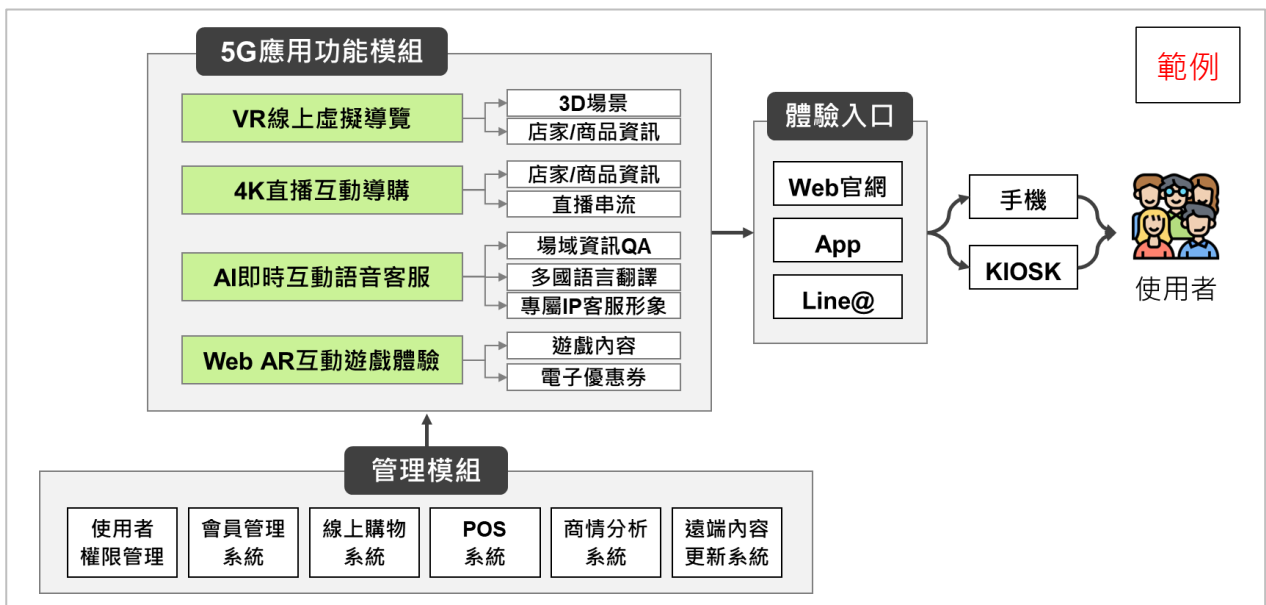 5G應用功能模組
範例
VR線上虛擬導覽
3D場景
店家/商品資訊
4K直播互動導購
店家/商品資訊
直播串流
AI即時互動語音客服
場域資訊QA
多國語言翻譯
專屬IP客服形象
Web AR互動遊戲體驗
遊戲內容
電子優惠券
體驗入口
Web官網
App
Line@
手機
KIOSK
使用者
管理模組
使用者
權限管理
會員管理
系統
線上購物
系統
POS
系統
商情分析
系統
遠端內容
更新系統